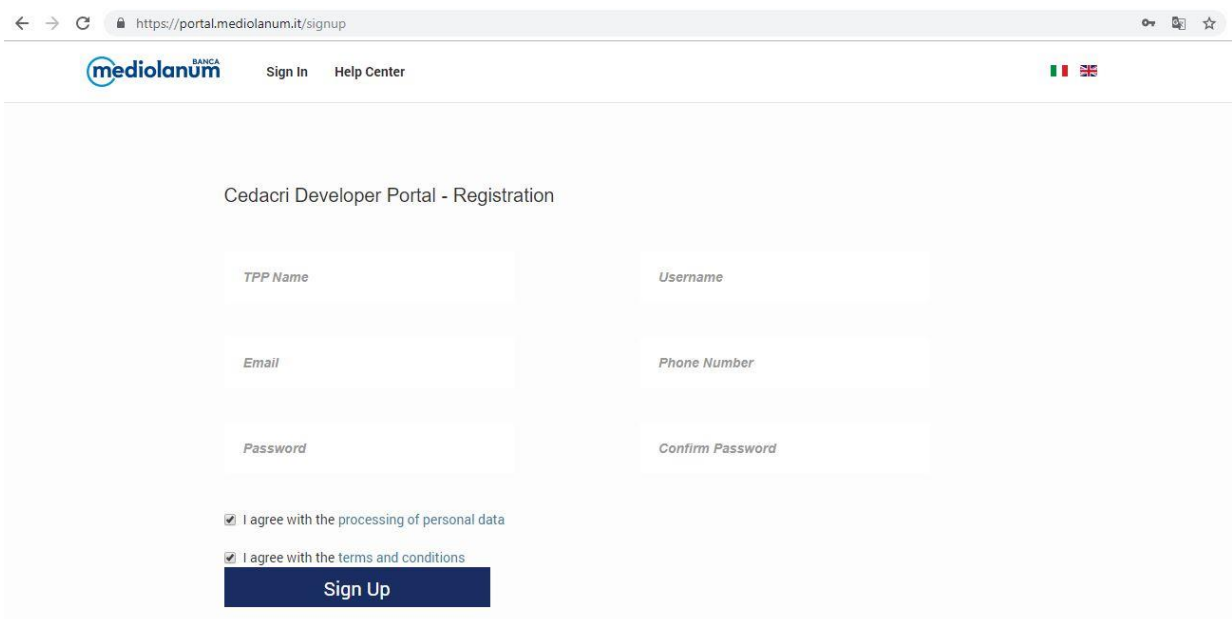 https://portal.mediolanum.it/signup
BANCA
mediolanum
Sign In
Help Center
Cedacri Developer Portal - Registration
TPP Name
Username
Email
Phone Number
Password
Confirm Password
I agree with the processing of personal data
I agree with the terms and conditions
Sign Up